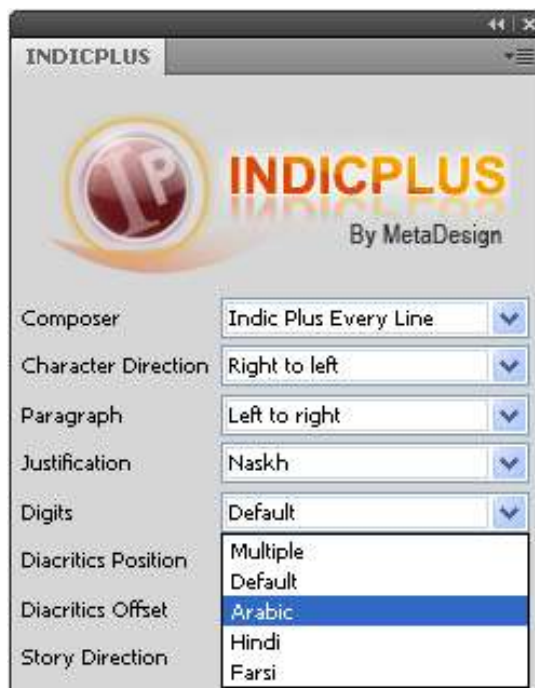 INDICPLUS
IP
INDICPLUS
By MetaDesign
Composer Indic Plus Every Line
Character Direction Right to left
Paragraph Left to right
Justification Naskh
Digits Default
Diacritics Position Multiple
Default
Diacritics Offset Arabic
Hindi
Story Direction Farsi